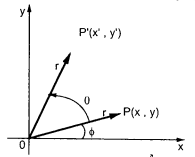 y
P'(x' , y')
r
θ
r
P(x , y)
ϕ
0
x